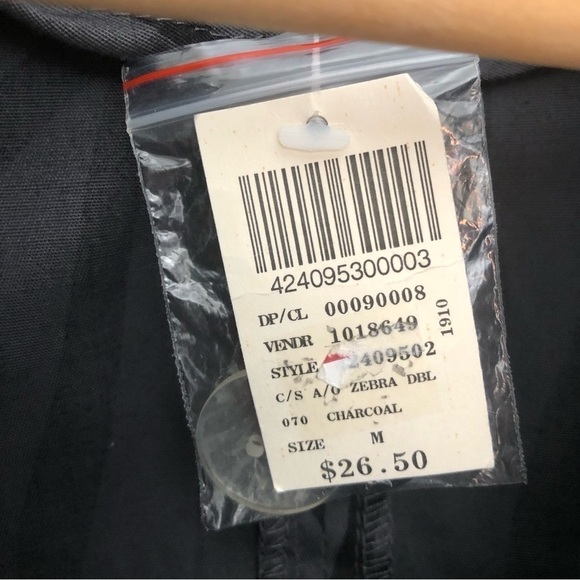 424095300003
DP/CL 00090008
VENDR 1018649
STYLE 2409502
1910
C/S A/O ZEBRA DBL
070 CHARCOAL
SIZE M
$26.50